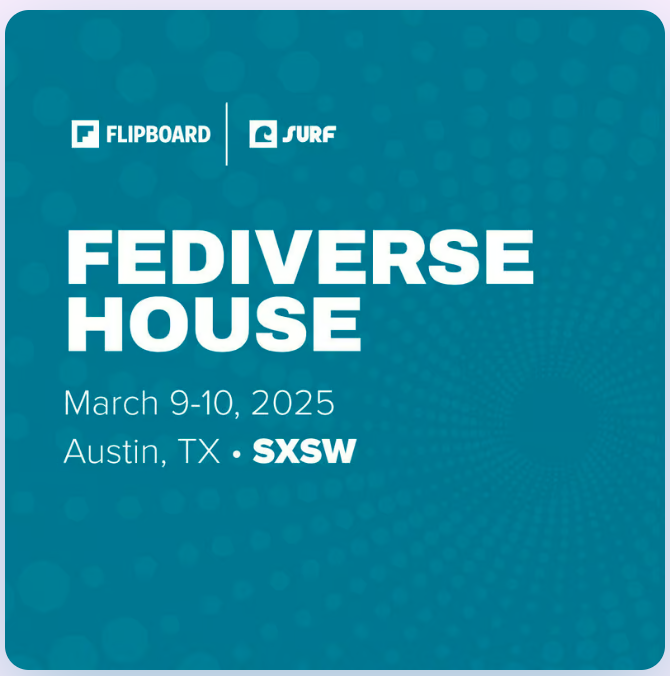 FLIPBOARD | SURF
FEDIVERSE
HOUSE
March 9-10, 2025
Austin, TX • SXSW